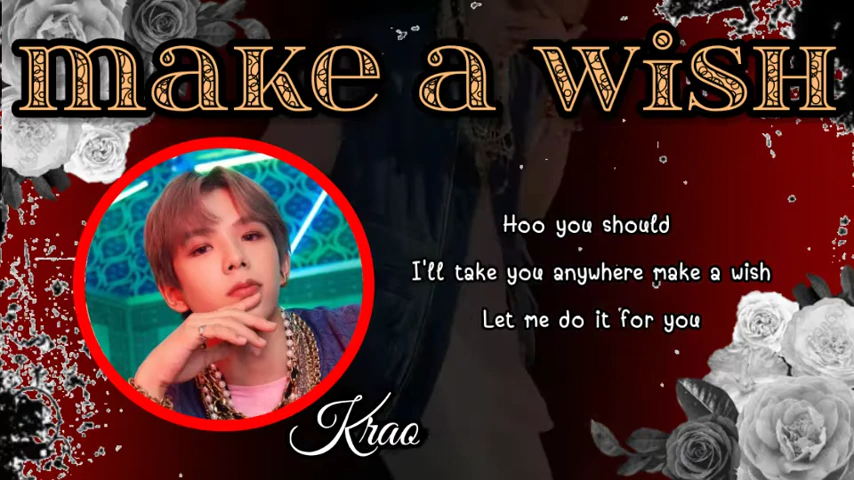 make a wish
Hoo you should
I'll take you anywhere make a wish
Let me do it for you
Krao